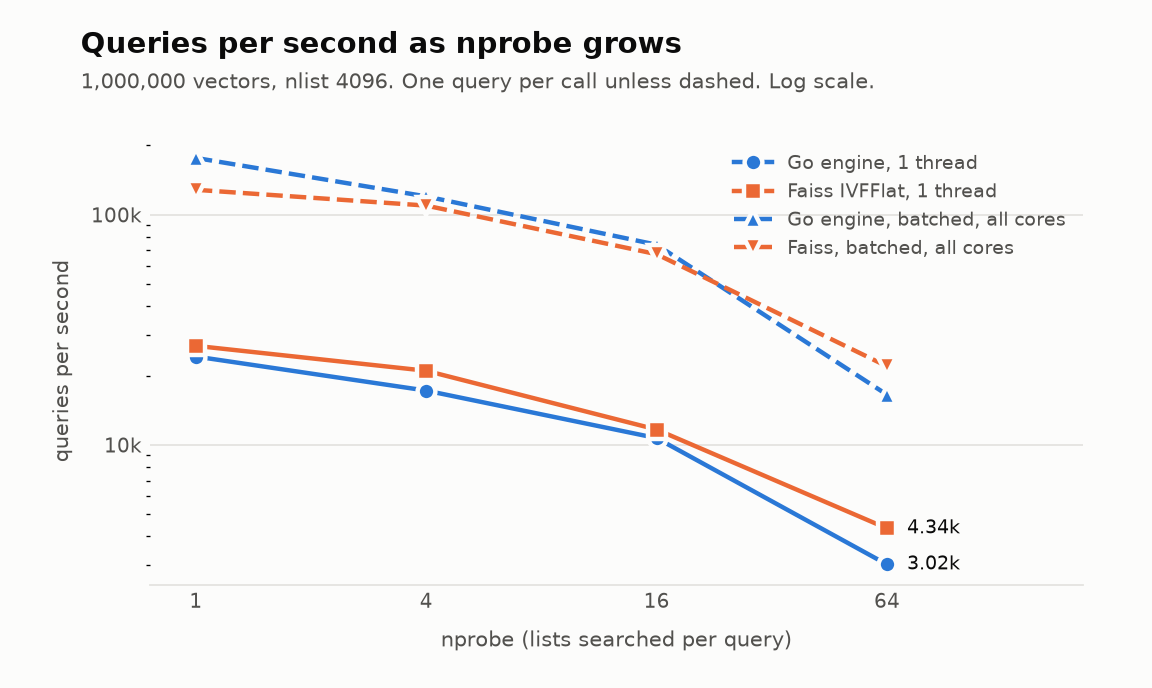 Queries per second as nprobe grows
1,000,000 vectors, nlist 4096. One query per call unless dashed. Log scale.
Go engine, 1 thread
Faiss IVFFlat, 1 thread
Go engine, batched, all cores
Faiss, batched, all cores
100k
10k
queries per second
4.34k
3.02k
1 4 16 64
nprobe (lists searched per query)